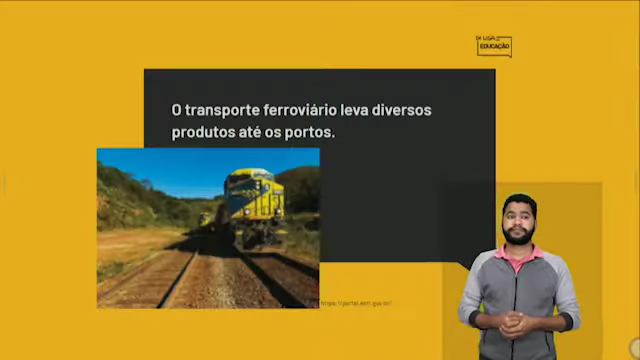 EDUCAÇÃO
O transporte ferroviário leva diversos
produtos até os portos.